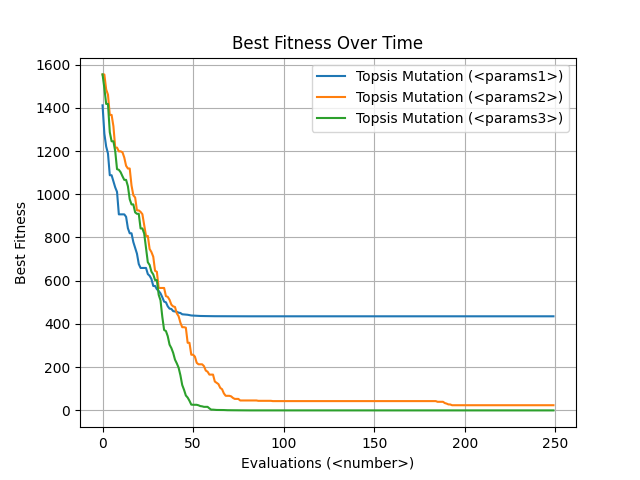 Best Fitness Over Time
Topsis Mutation (<params1>)
Topsis Mutation (<params2>)
Topsis Mutation (<params3>)
Best Fitness
1600
1400
1200
1000
800
600
400
200
0
0 50 100 150 200 250
Evaluations (<number>)